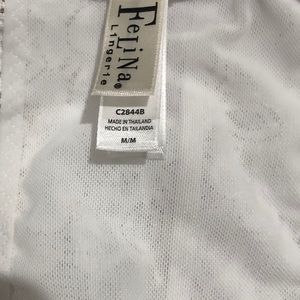 FeLiNa®
Lingerie
C2844B
MADE IN THAILAND
HECHO EN TAILANDIA
M/M